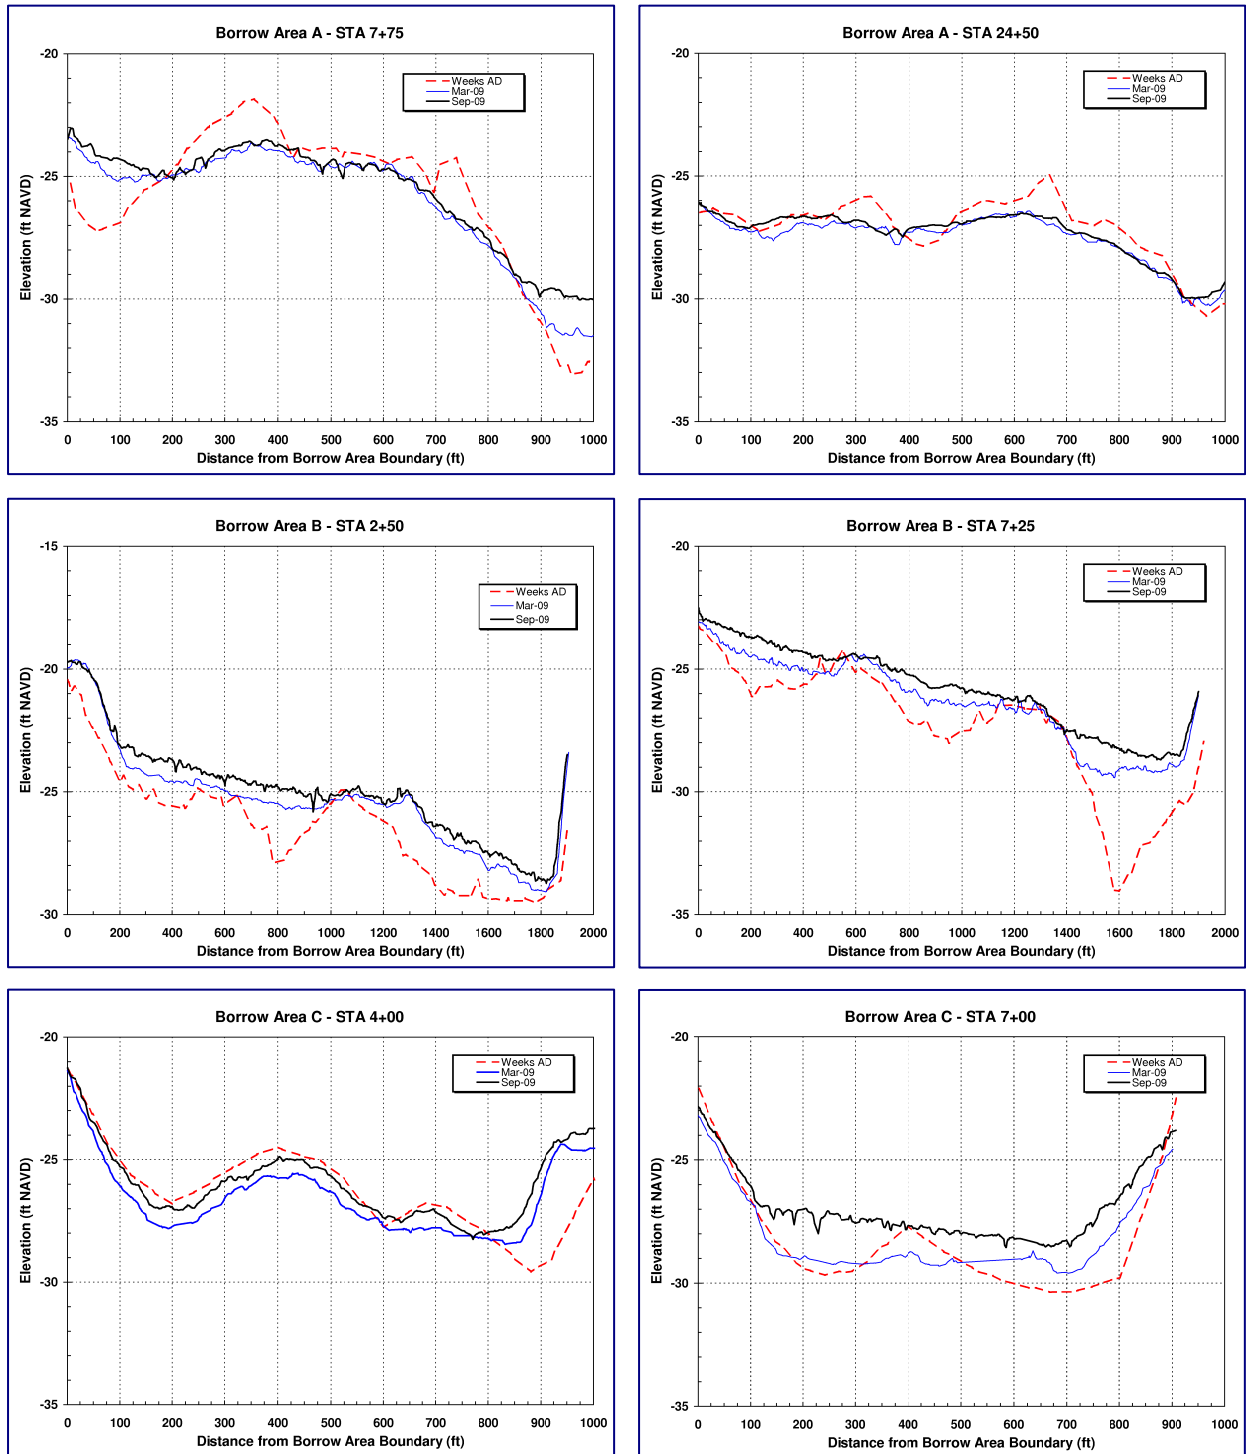 Borrow Area A - STA 7+75
Weeks AD
Mar-09
Sep-09
Elevation (ft NAVD)
-20
-25
-30
-35
0 100 200 300 400 500 600 700 800 900 1000
Distance from Borrow Area Boundary (ft)
Borrow Area A - STA 24+50
Weeks AD
Mar-09
Sep-09
Elevation (ft NAVD)
-20
-25
-30
-35
0 100 200 300 400 500 600 700 800 900 1000
Distance from Borrow Area Boundary (ft)
Borrow Area B - STA 2+50
Weeks AD
Mar-09
Sep-09
Elevation (ft NAVD)
-15
-20
-25
-30
0 200 400 600 800 1000 1200 1400 1600 1800 2000
Distance from Borrow Area Boundary (ft)
Borrow Area B - STA 7+25
Weeks AD
Mar-09
Sep-09
Elevation (ft NAVD)
-20
-25
-30
-35
0 200 400 600 800 1000 1200 1400 1600 1800 2000
Distance from Borrow Area Boundary (ft)
Borrow Area C - STA 4+00
Weeks AD
Mar-09
Sep-09
Elevation (ft NAVD)
-20
-25
-30
-35
0 100 200 300 400 500 600 700 800 900 1000
Distance from Borrow Area Boundary (ft)
Borrow Area C - STA 7+00
Weeks AD
Mar-09
Sep-09
Elevation (ft NAVD)
-20
-25
-30
-35
0 100 200 300 400 500 600 700 800 900 1000
Distance from Borrow Area Boundary (ft)